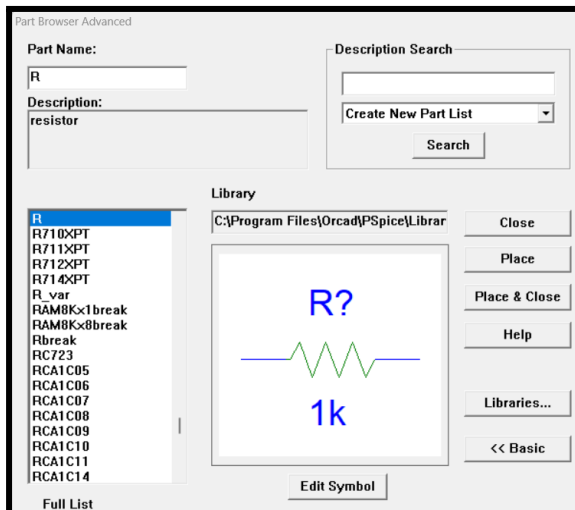 Part Browser Advanced
Part Name:
R
Description:
resistor
Description Search
Create New Part List
Search
Library
C:\Program Files\Orcad\PSpice\Librar
R
R710XPT
R711XPT
R712XPT
R714XPT
R_var
RAM8Kx1break
RAM8Kx8break
Rbreak
RC723
RCA1C05
RCA1C06
RCA1C07
RCA1C08
RCA1C09
RCA1C10
RCA1C11
RCA1C14
Full List
R?
1k
Edit Symbol
Close
Place
Place & Close
Help
Libraries...
<< Basic